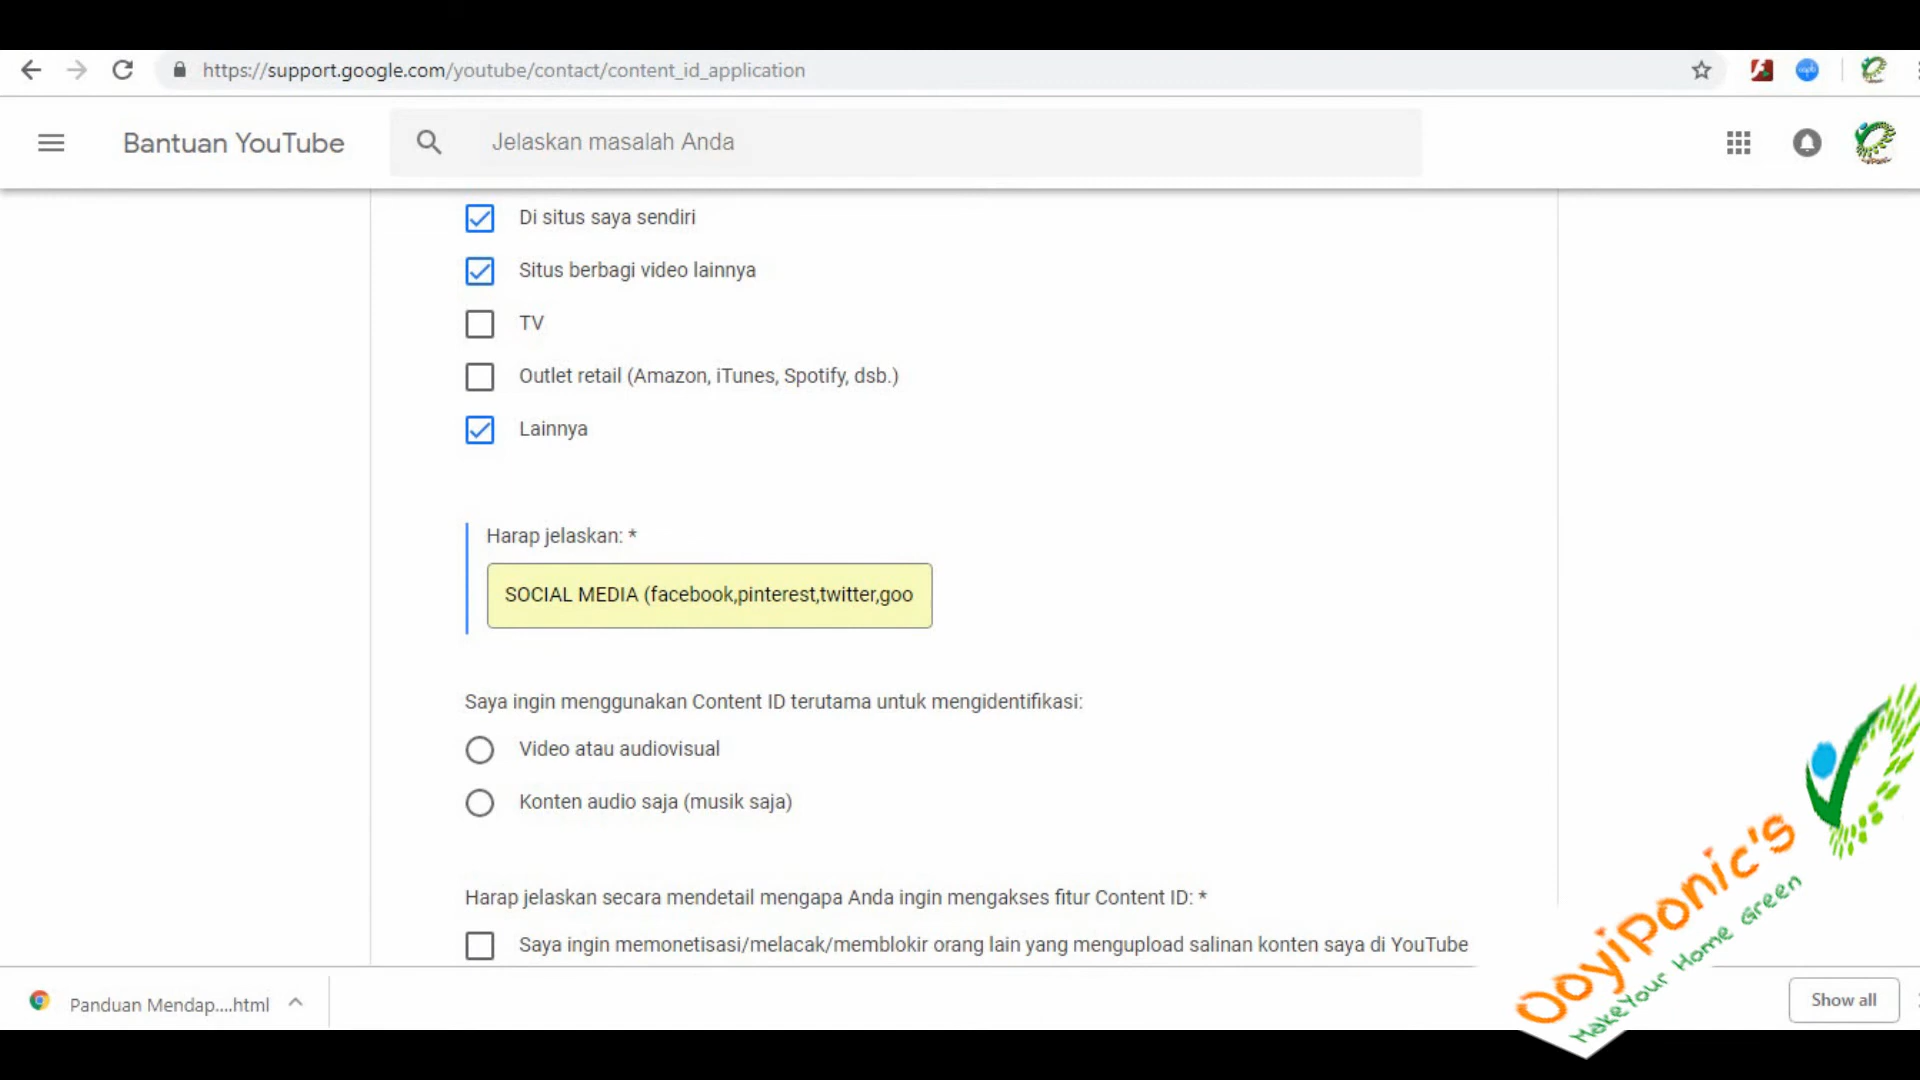 https://support.google.com/youtube/contact/content_id_application
Bantuan YouTube
Jelaskan masalah Anda
Di situs saya sendiri
Situs berbagi video lainnya
TV
Outlet retail (Amazon, iTunes, Spotify, dsb.)
Lainnya
Harap jelaskan: *
SOCIAL MEDIA (facebook,pinterest,twitter,goo
Saya ingin menggunakan Content ID terutama untuk mengidentifikasi:
Video atau audiovisual
Konten audio saja (musik saja)
Harap jelaskan secara mendetail mengapa Anda ingin mengakses fitur Content ID: *
Saya ingin memonetisasi/melacak/memblokir orang lain yang mengupload salinan konten saya di YouTube
Panduan Mendap....html
Show all
Ooyiponic's
Make Your Home Green